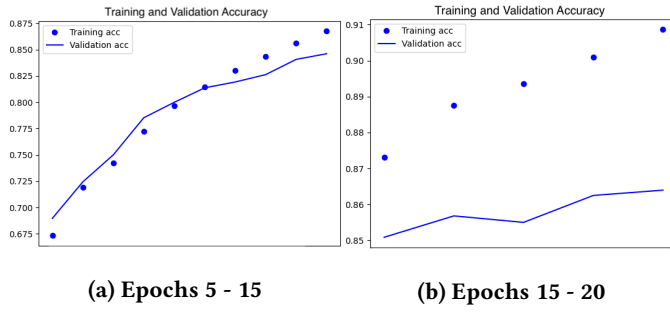 Training and Validation Accuracy
Training acc
Validation acc
0.875
0.850
0.825
0.800
0.775
0.750
0.725
0.700
0.675
(a) Epochs 5 - 15
Training and Validation Accuracy
Training acc
Validation acc
0.91
0.90
0.89
0.88
0.87
0.86
0.85
(b) Epochs 15 - 20